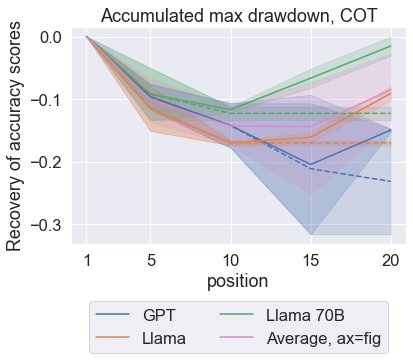 Accumulated max drawdown, COT
Recovery of accuracy scores
0.0
−0.1
−0.2
−0.3
1 5 10 15 20
position
GPT Llama 70B
Llama Average, ax=fig